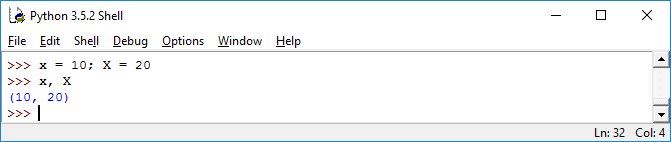 Python 3.5.2 Shell
File Edit Shell Debug Options Window Help
>>> x = 10; X = 20
>>> x, X
(10, 20)
>>>
Ln: 32 Col: 4